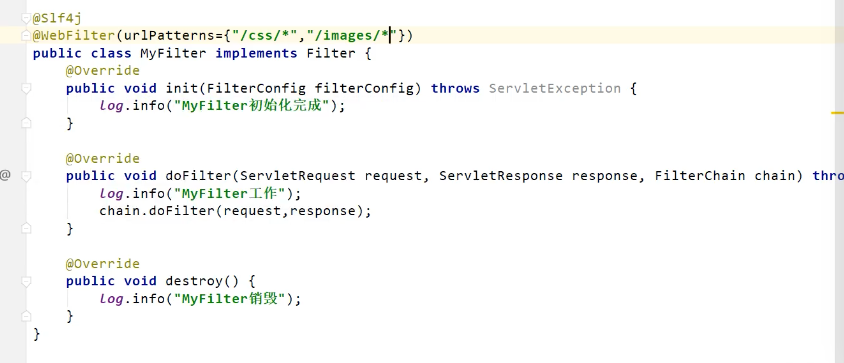 @Slf4j
@WebFilter(urlPatterns={"/css/*","/images/*"})
public class MyFilter implements Filter {
    @Override
    public void init(FilterConfig filterConfig) throws ServletException {
        log.info("MyFilter初始化完成");
    }
    @Override
@
    public void doFilter(ServletRequest request, ServletResponse response, FilterChain chain) thro
        log.info("MyFilter工作");
        chain.doFilter(request,response);
    }
    @Override
    public void destroy() {
        log.info("MyFilter销毁");
    }
}